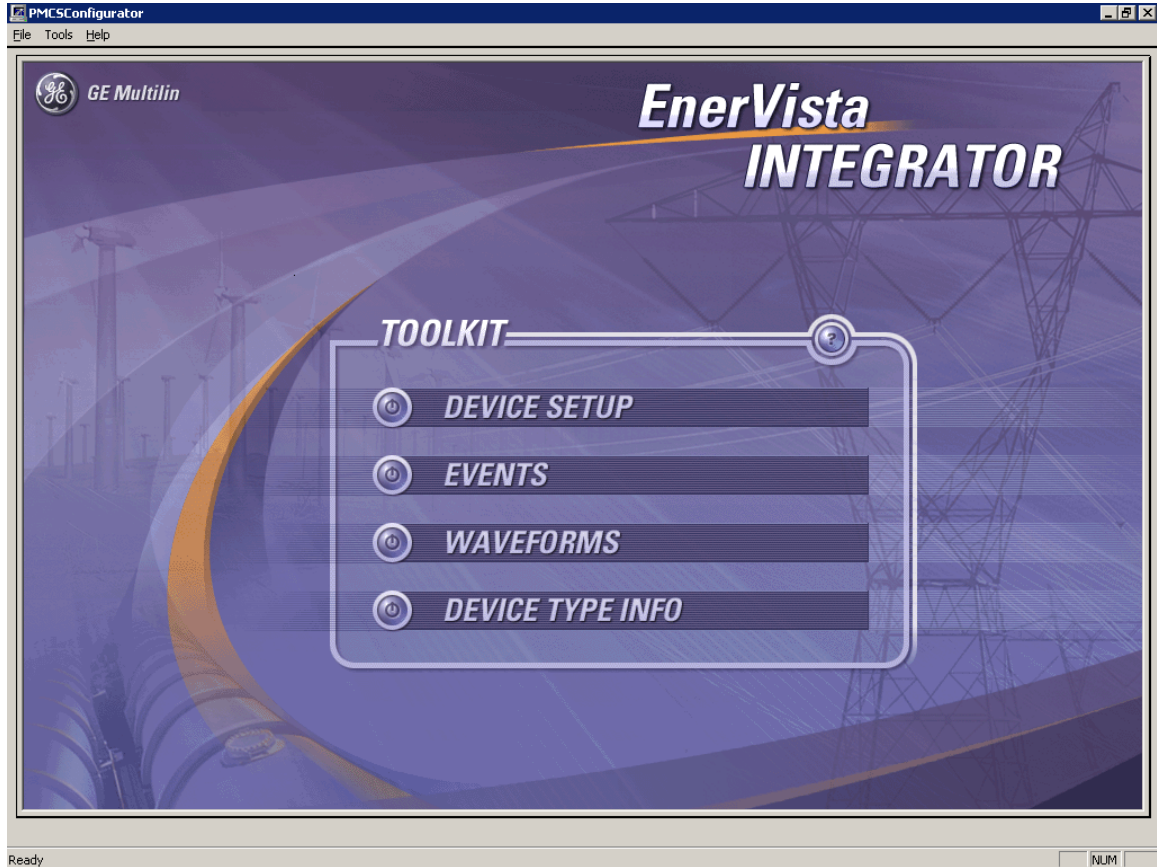 PMCSConfigurator
File Tools Help
GE Multilin
EnerVista
INTEGRATOR
TOOLKIT
?
DEVICE SETUP
EVENTS
WAVEFORMS
DEVICE TYPE INFO
Ready
NUM